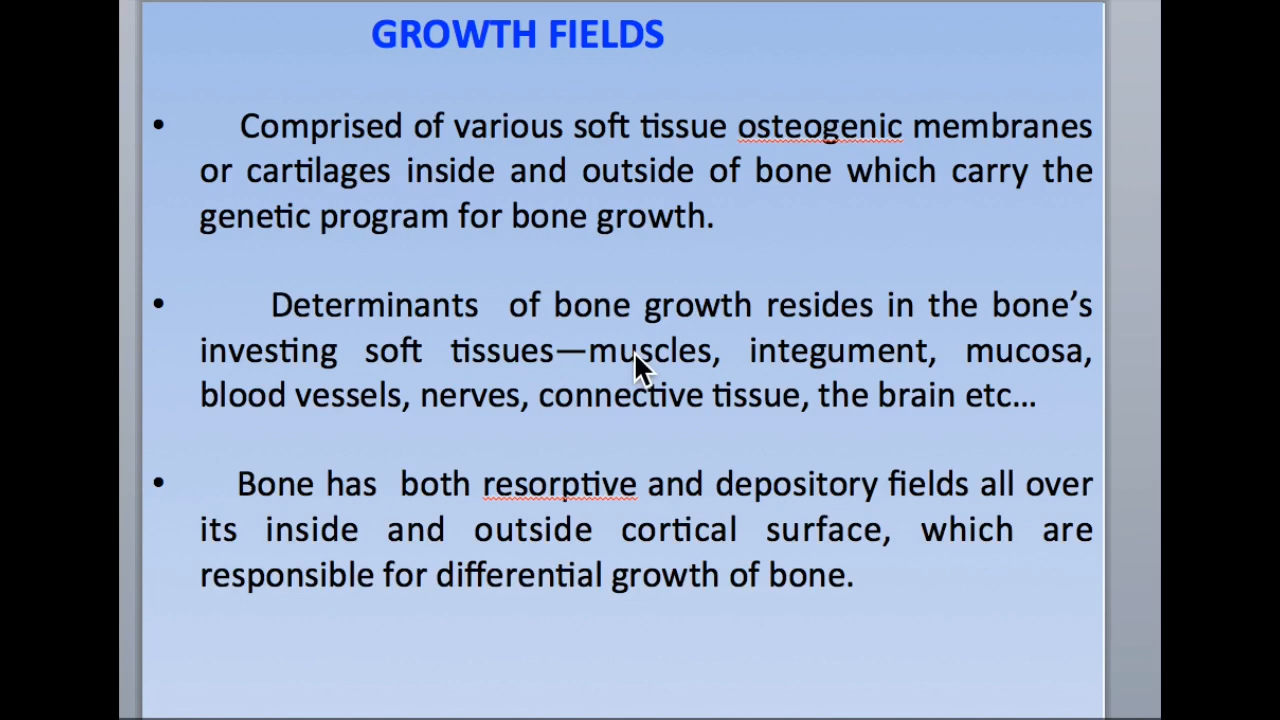 GROWTH FIELDS
• Comprised of various soft tissue osteogenic membranes
or cartilages inside and outside of bone which carry the
genetic program for bone growth.
• Determinants of bone growth resides in the bone’s
investing soft tissues—muscles, integument, mucosa,
blood vessels, nerves, connective tissue, the brain etc…
• Bone has both resorptive and depository fields all over
its inside and outside cortical surface, which are
responsible for differential growth of bone.